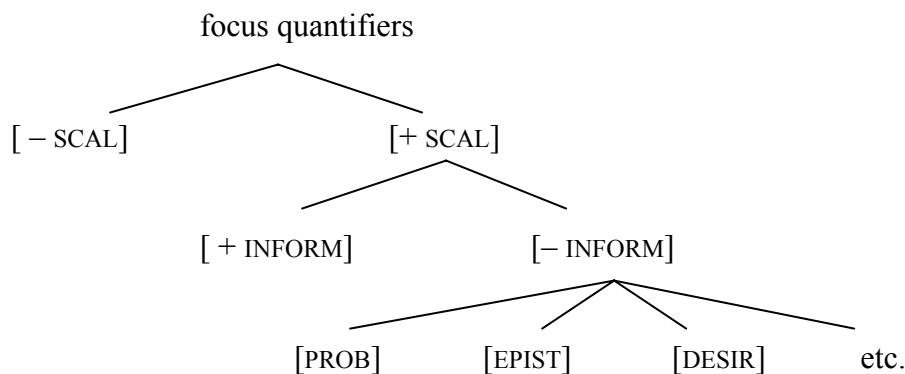 focus quantifiers
[ – SCAL] [+ SCAL]
[ + INFORM] [– INFORM]
[PROB] [EPIST] [DESIR] etc.